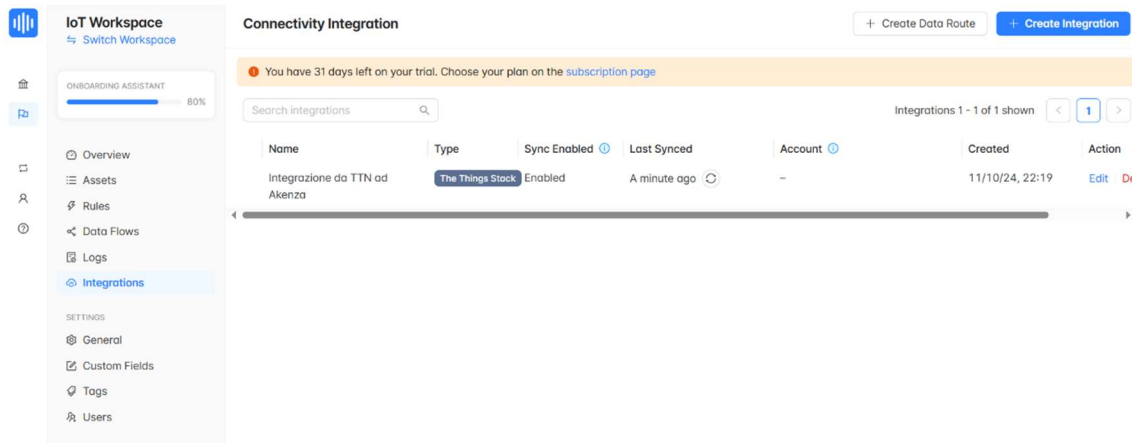 IoT Workspace
Switch Workspace
Connectivity Integration
+ Create Data Route
+ Create Integration
You have 31 days left on your trial. Choose your plan on the subscription page
ONBOARDING ASSISTANT
80%
Search integrations
Integrations 1 - 1 of 1 shown
< 1 >
Name Type Sync Enabled Last Synced Account Created Action
Integrazione da TTN ad
Akenza
The Things Stack Enabled A minute ago – 11/10/24, 22:19 Edit De
Overview
Assets
Rules
Data Flows
Logs
Integrations
SETTINGS
General
Custom Fields
Tags
Users